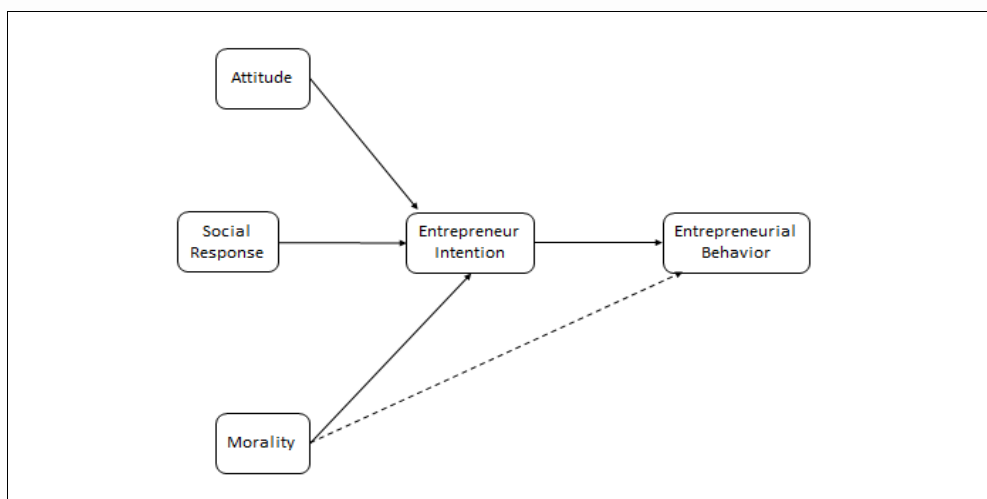 Attitude
Social
Response
Entrepreneur
Intention
Entrepreneurial
Behavior
Morality